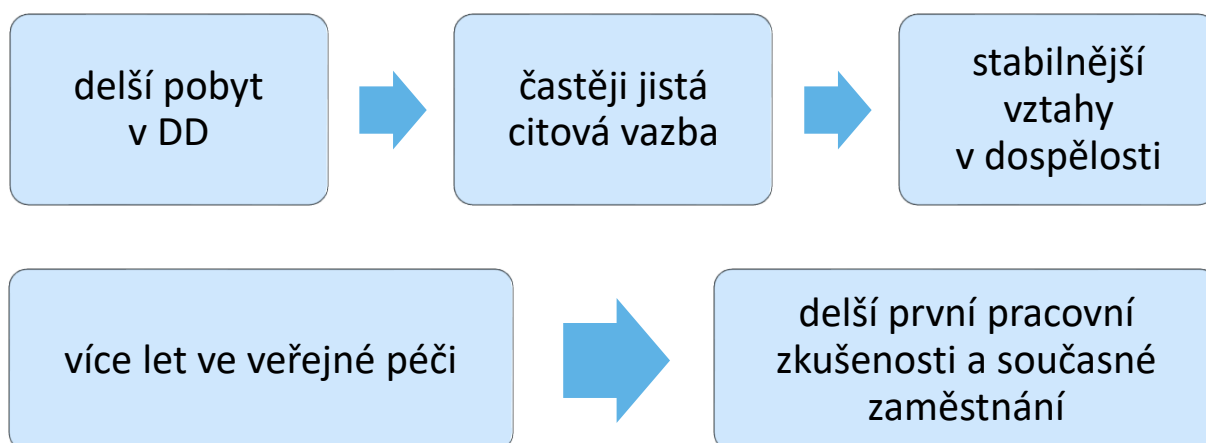 delší pobyt
v DD
častěji jistá
citová vazba
stabilnější
vztahy
v dospělosti
více let ve veřejné péči
delší první pracovní
zkušenosti a současné
zaměstnání